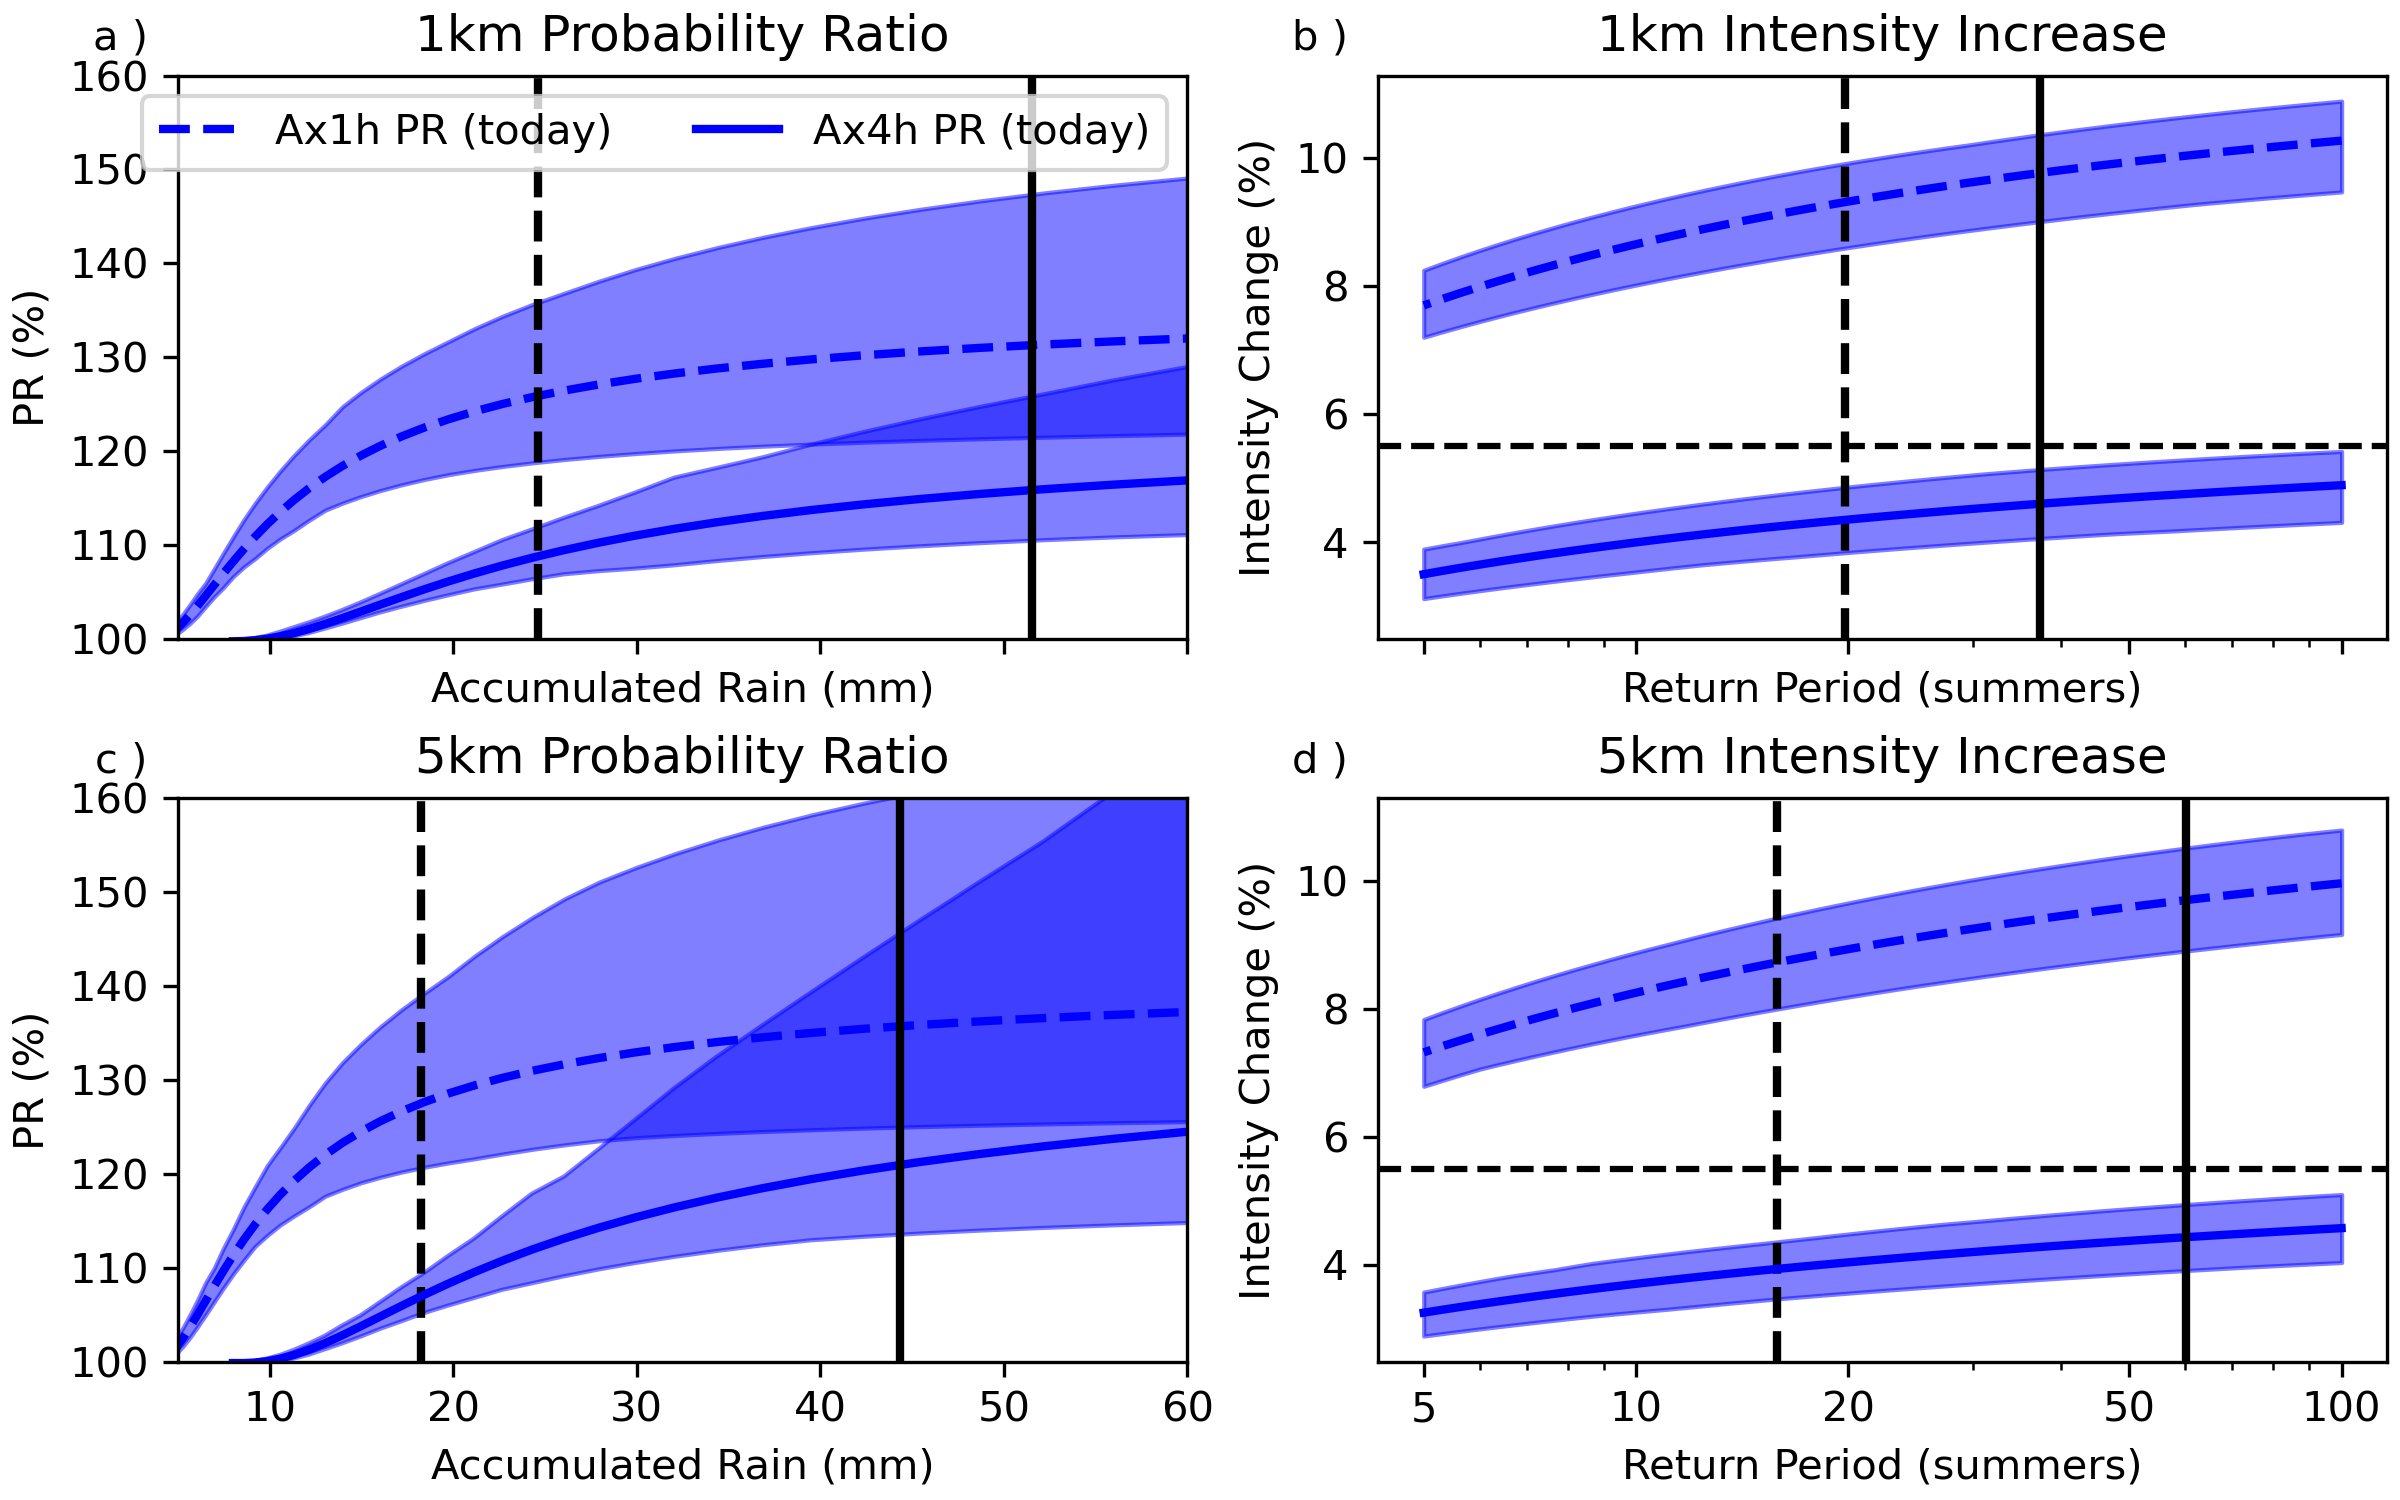 a )
1km Probability Ratio
160
150
140
130
120
110
100
PR (%)
Ax1h PR (today)
Ax4h PR (today)
Accumulated Rain (mm)
b )
1km Intensity Increase
10
8
6
4
Intensity Change (%)
Return Period (summers)
c )
5km Probability Ratio
160
150
140
130
120
110
100
PR (%)
10 20 30 40 50 60
Accumulated Rain (mm)
d )
5km Intensity Increase
10
8
6
4
Intensity Change (%)
5 10 20 50 100
Return Period (summers)